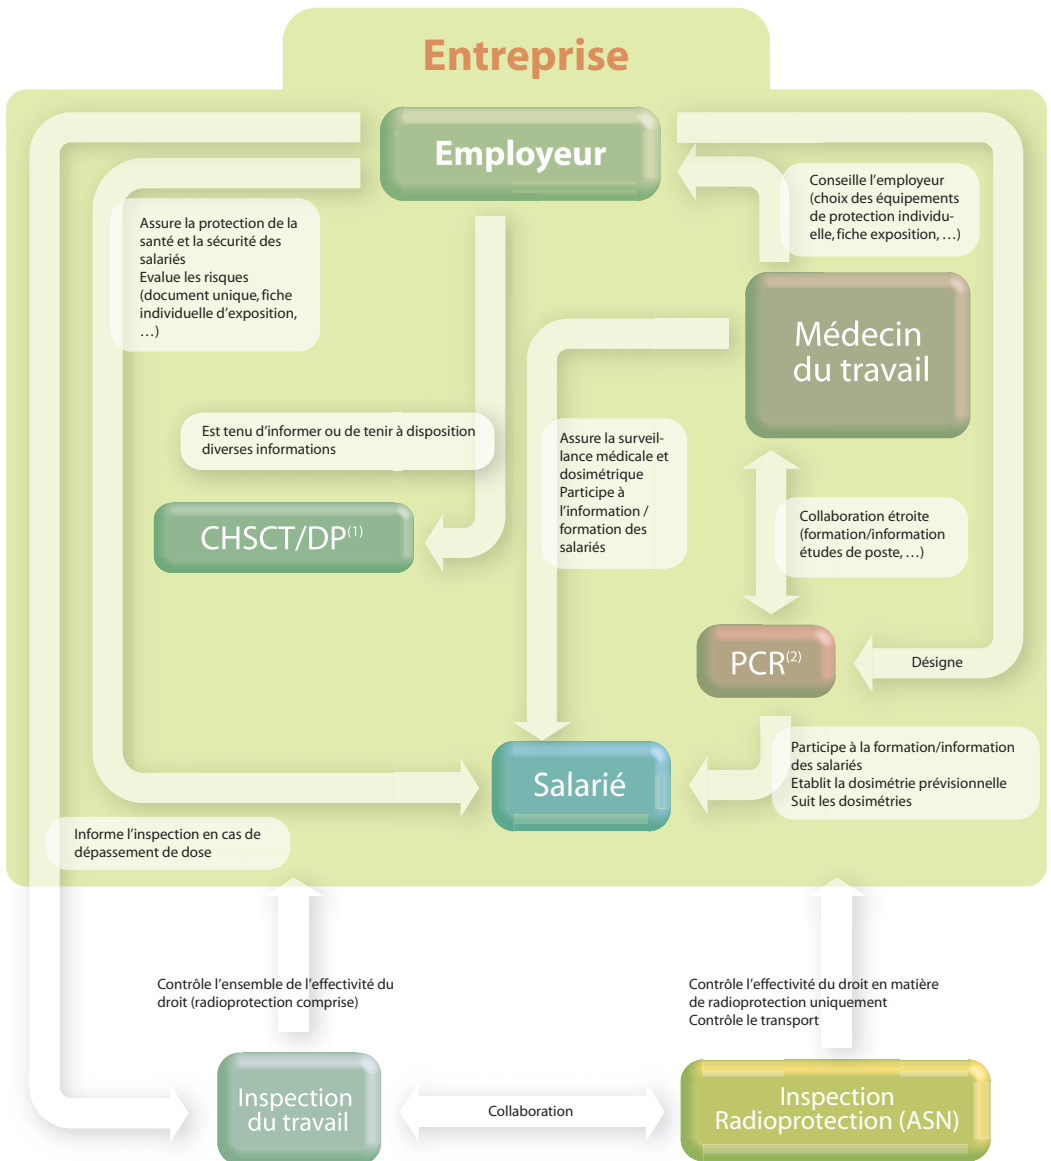 Entreprise
Employeur
Conseille l'employeur
(choix des équipements
de protection individu-
elle, fiche exposition, …)
Assure la protection de la
santé et la sécurité des
salariés
Evalue les risques
(document unique, fiche
individuelle d'exposition,
…)
Médecin
du travail
Est tenu d'informer ou de tenir à disposition
diverses informations
Assure la surveil-
lance médicale et
dosimétrique
Participe à
l'information /
formation des
salariés
CHSCT/DP(1)
Collaboration étroite
(formation/information
études de poste, …)
PCR(2)
Désigne
Participe à la formation/information
des salariés
Etablit la dosimétrie prévisionnelle
Suit les dosimétries
Salarié
Informe l'inspection en cas de
dépassement de dose
Contrôle l'ensemble de l'effectivité du
droit (radioprotection comprise)
Contrôle l'effectivité du droit en matière
de radioprotection uniquement
Contrôle le transport
Inspection
du travail
Collaboration
Inspection
Radioprotection (ASN)